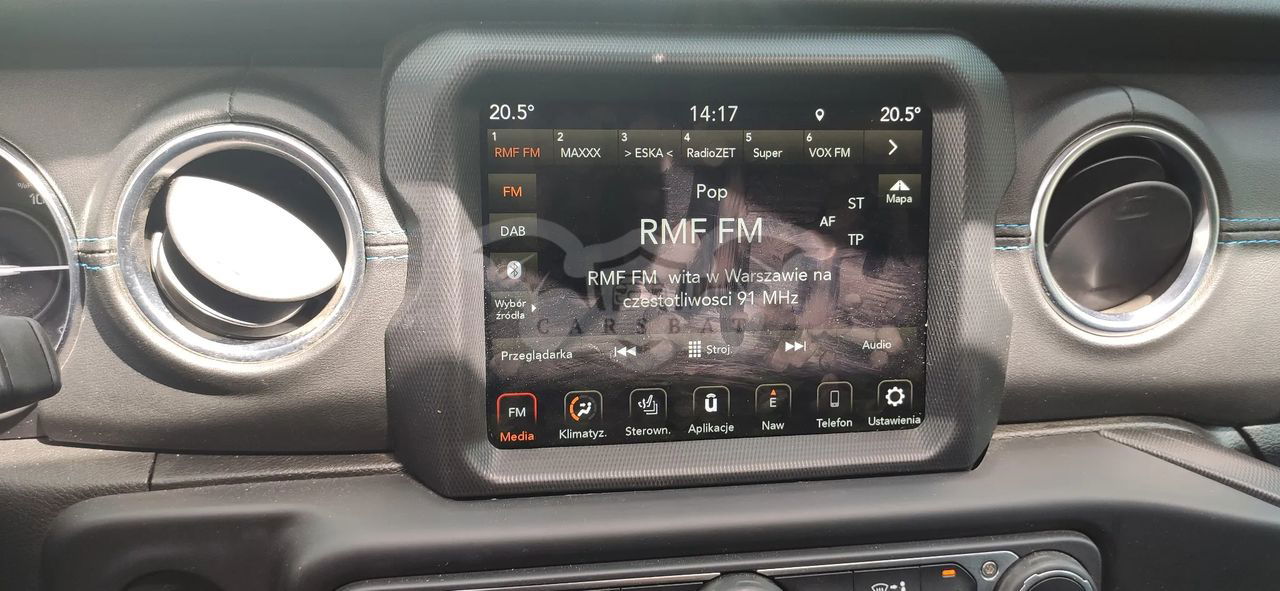 20.5° 14:17 20.5°
1 2 3 4 5 6
RMF FM MAXXX > ESKA < RadioZET Super VOX FM
FM Pop Mapa
ST
DAB RMF FM AF
TP
RMF FM wita w Warszawie na
czestotliwosci 91 MHz
Wybór
źródła
CARSBAT
Przeglądarka Stroj. Audio
FM E
Media Klimatyz. Sterown. Aplikacje Naw Telefon Ustawienia